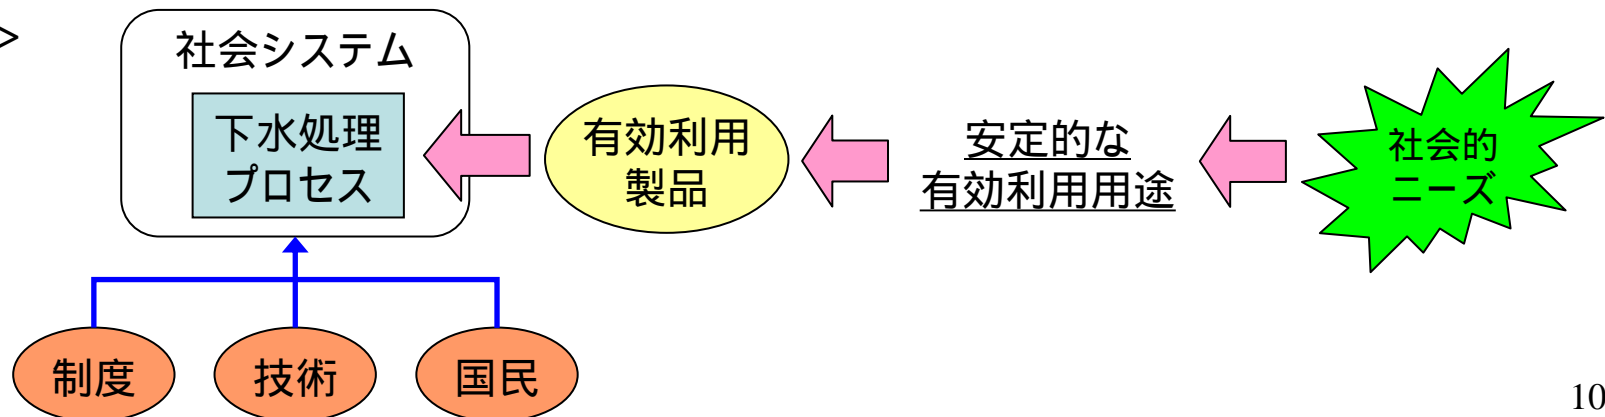 >
社会システム
下水処理
プロセス
有効利用
製品
安定的な
有効利用用途
社会的
ニーズ
制度
技術
国民
10